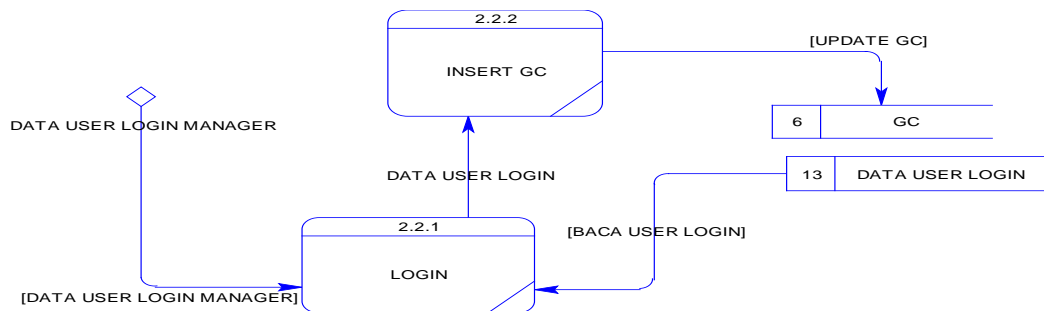 2.2.2
INSERT GC
[UPDATE GC]
DATA USER LOGIN MANAGER
6
GC
DATA USER LOGIN
13
DATA USER LOGIN
2.2.1
[BACA USER LOGIN]
LOGIN
[DATA USER LOGIN MANAGER]